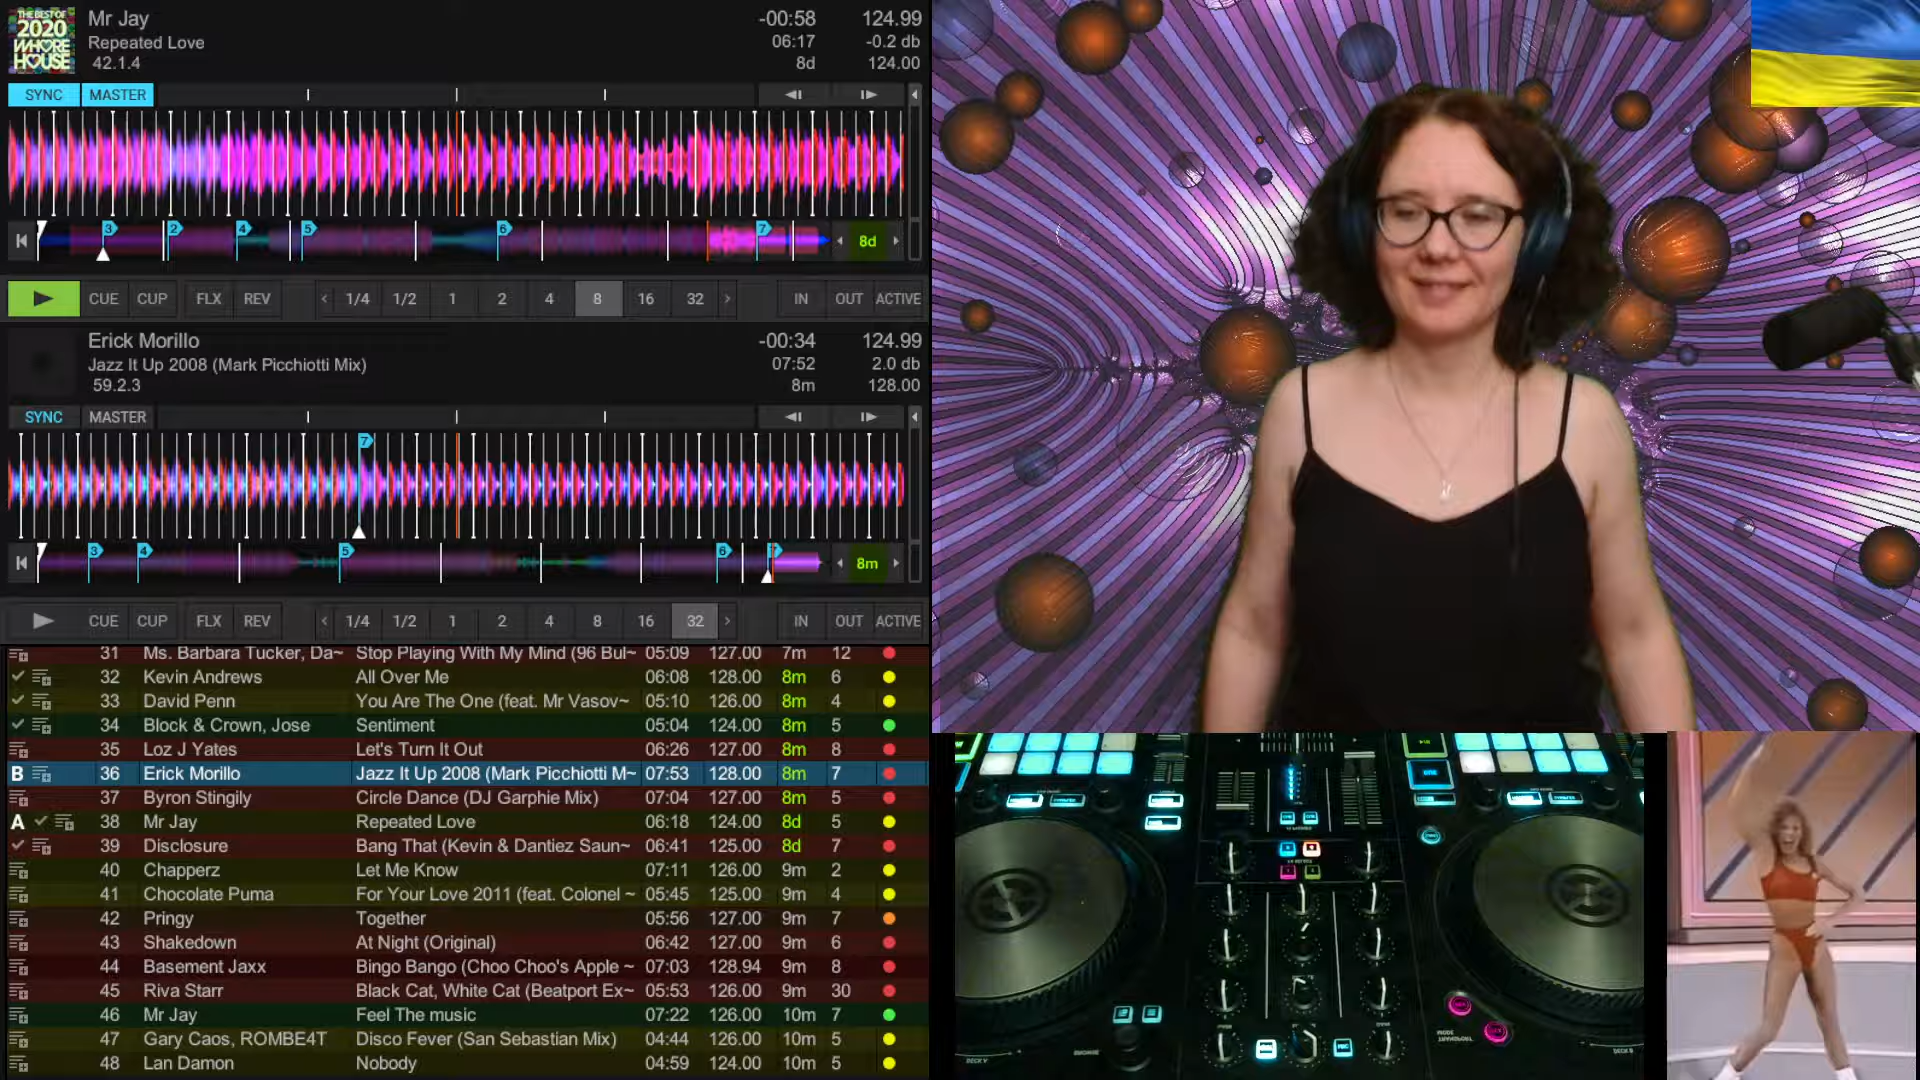 THE BEST OF
2020
WHORE
HOUSE
Mr Jay
-00:58
124.99
Repeated Love
06:17
-0.2 db
42.1.4
8d
124.00
SYNC
MASTER
3
2
4
5
6
7
8d
CUE
CUP
FLX
REV
1/4
1/2
1
2
4
8
16
32
IN
OUT
ACTIVE
Erick Morillo
-00:34
124.99
Jazz It Up 2008 (Mark Picchiotti Mix)
07:52
2.0 db
59.2.3
8m
128.00
SYNC
MASTER
7
3
4
5
6
8m
CUE
CUP
FLX
REV
1/4
1/2
1
2
4
8
16
32
IN
OUT
ACTIVE
31 Ms. Barbara Tucker, Da~ Stop Playing With My Mind (96 Bul~ 05:09 127.00 7m 12
32 Kevin Andrews All Over Me 06:08 128.00 8m 6
33 David Penn You Are The One (feat. Mr Vasov~ 05:10 126.00 8m 4
34 Block & Crown, Jose Sentiment 05:04 124.00 8m 5
35 Loz J Yates Let's Turn It Out 06:26 127.00 8m 8
B 36 Erick Morillo Jazz It Up 2008 (Mark Picchiotti M~ 07:53 128.00 8m 7
37 Byron Stingily Circle Dance (DJ Garphie Mix) 07:04 127.00 8m 5
A 38 Mr Jay Repeated Love 06:18 124.00 8d 5
39 Disclosure Bang That (Kevin & Dantiez Saun~ 06:41 125.00 8d 7
40 Chapperz Let Me Know 07:11 126.00 9m 2
41 Chocolate Puma For Your Love 2011 (feat. Colonel ~ 05:45 125.00 9m 4
42 Pringy Together 05:56 127.00 9m 7
43 Shakedown At Night (Original) 06:42 127.00 9m 6
44 Basement Jaxx Bingo Bango (Choo Choo's Apple ~ 07:03 128.94 9m 8
45 Riva Starr Black Cat, White Cat (Beatport Ex~ 05:53 126.00 9m 30
46 Mr Jay Feel The music 07:22 126.00 10m 7
47 Gary Caos, ROMBE4T Disco Fever (San Sebastian Mix) 04:44 126.00 10m 5
48 Lan Damon Nobody 04:59 124.00 10m 5